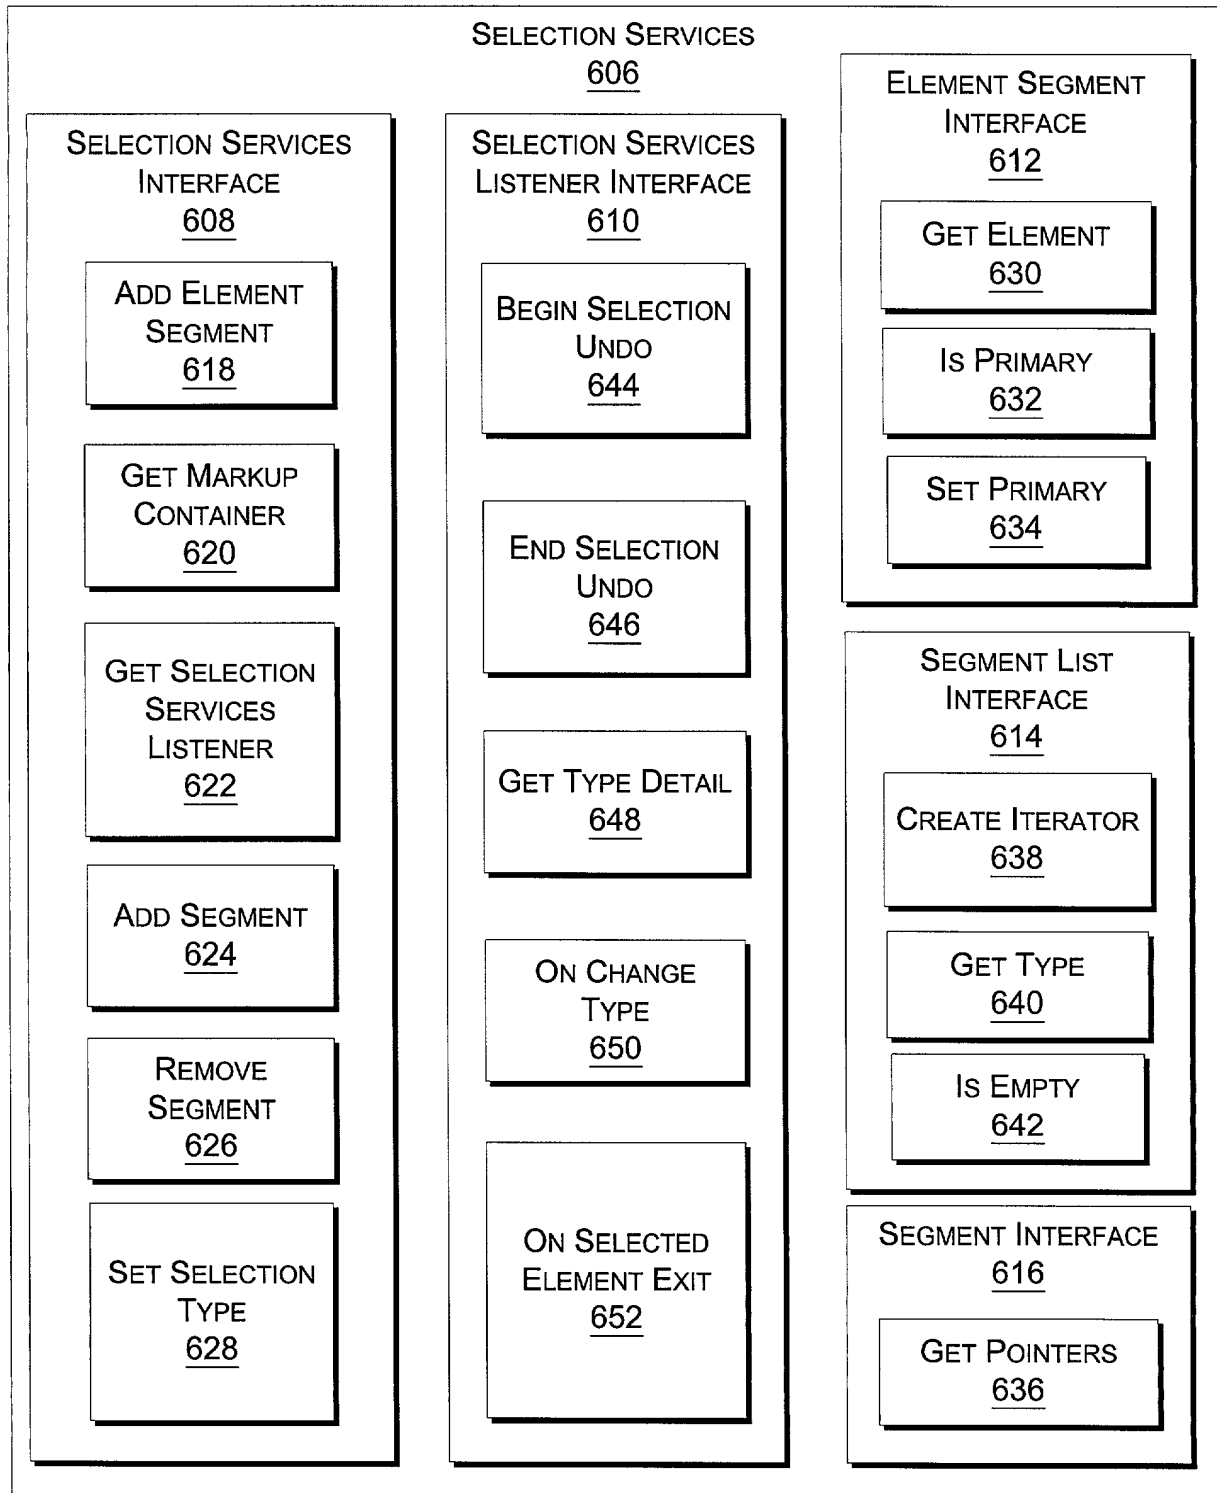 SELECTION SERVICES
606
SELECTION SERVICES
INTERFACE
608
ADD ELEMENT
SEGMENT
618
GET MARKUP
CONTAINER
620
GET SELECTION
SERVICES
LISTENER
622
ADD SEGMENT
624
REMOVE
SEGMENT
626
SET SELECTION
TYPE
628
SELECTION SERVICES
LISTENER INTERFACE
610
BEGIN SELECTION
UNDO
644
END SELECTION
UNDO
646
GET TYPE DETAIL
648
ON CHANGE
TYPE
650
ON SELECTED
ELEMENT EXIT
652
ELEMENT SEGMENT
INTERFACE
612
GET ELEMENT
630
IS PRIMARY
632
SET PRIMARY
634
SEGMENT LIST
INTERFACE
614
CREATE ITERATOR
638
GET TYPE
640
IS EMPTY
642
SEGMENT INTERFACE
616
GET POINTERS
636